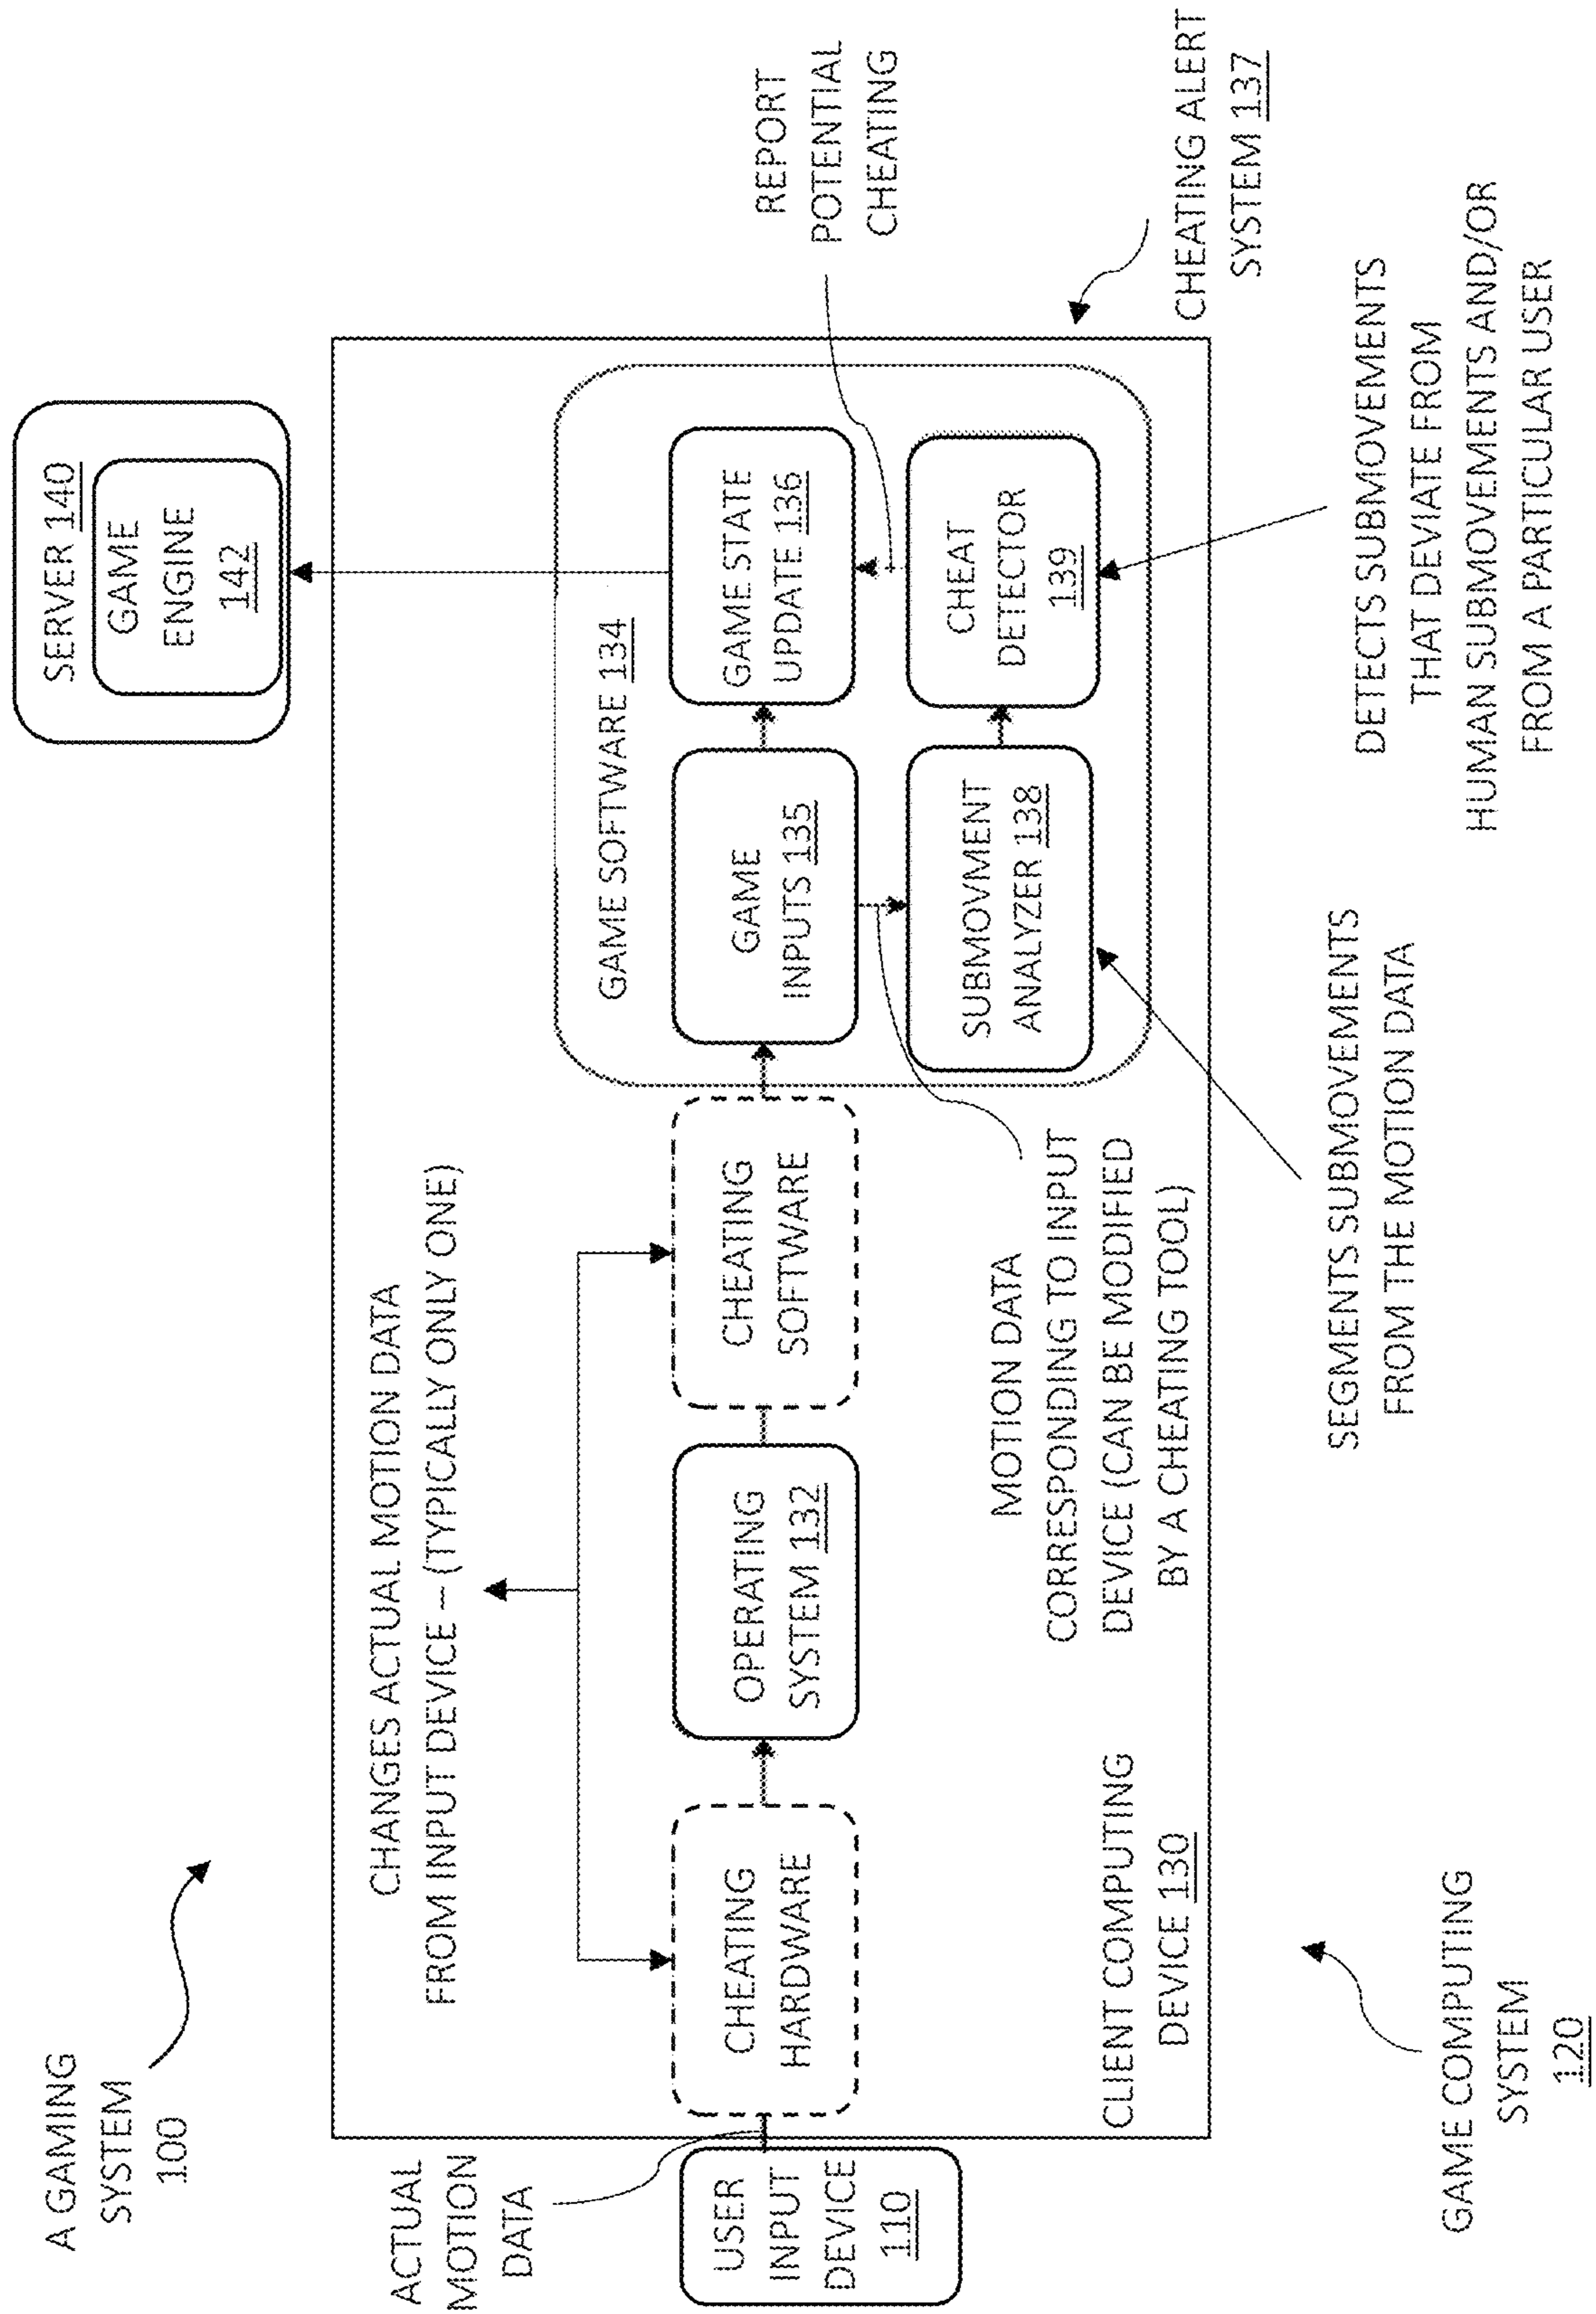 A GAMING
SYSTEM
100
SERVER 140
GAME
ENGINE
142
CHANGES ACTUAL MOTION DATA
FROM INPUT DEVICE – (TYPICALLY ONLY ONE)
ACTUAL
MOTION
DATA
USER
INPUT
DEVICE
110
CHEATING
HARDWARE
OPERATING
SYSTEM 132
CHEATING
SOFTWARE
GAME SOFTWARE 134
GAME
INPUTS 135
GAME STATE
UPDATE 136
REPORT
POTENTIAL
CHEATING
SUBMOVMENT
ANALYZER 138
CHEAT
DETECTOR
139
MOTION DATA
CORRESPONDING TO INPUT
DEVICE (CAN BE MODIFIED
BY A CHEATING TOOL)
CLIENT COMPUTING
DEVICE 130
CHEATING ALERT
SYSTEM 137
GAME COMPUTING
SYSTEM
120
SEGMENTS SUBMOVEMENTS
FROM THE MOTION DATA
DETECTS SUBMOVEMENTS
THAT DEVIATE FROM
HUMAN SUBMOVEMENTS AND/OR
FROM A PARTICULAR USER